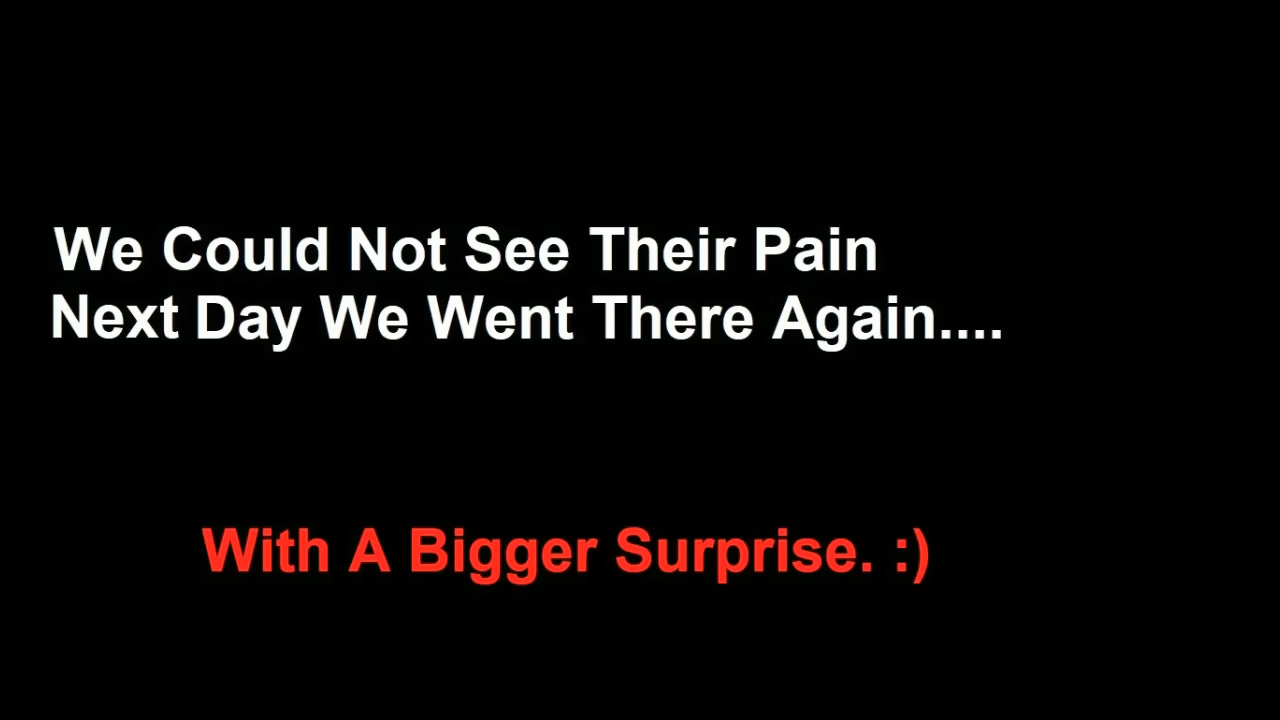 We Could Not See Their Pain
Next Day We Went There Again....
With A Bigger Surprise. :)